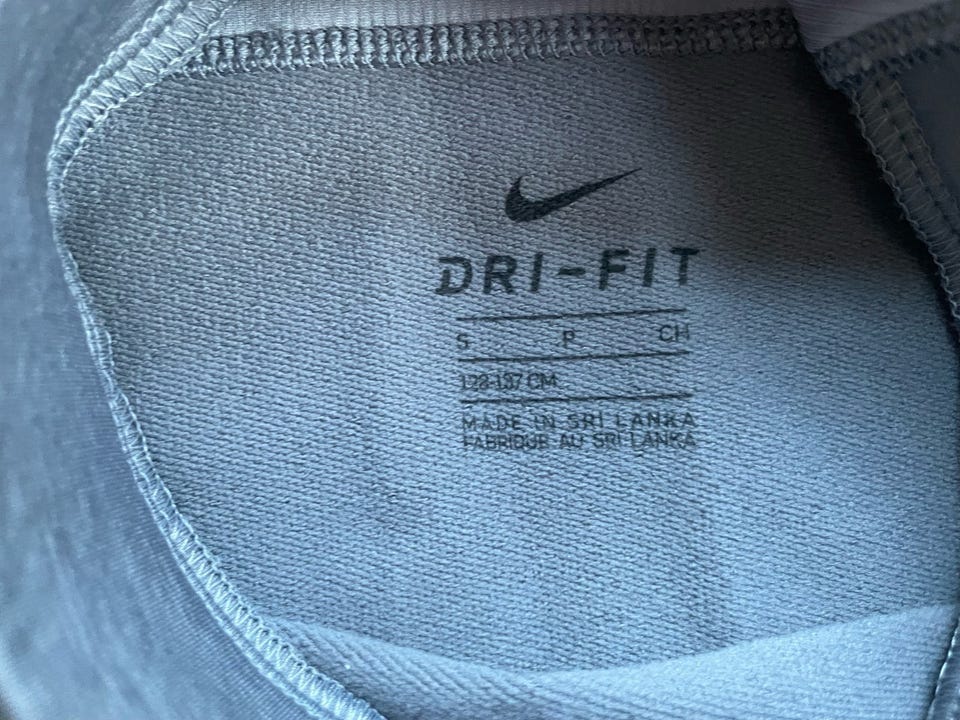 DRI-FIT
S P CH
128-137 CM
MADE IN SRI LANKA
FABRIQUÉ AU SRI LANKA